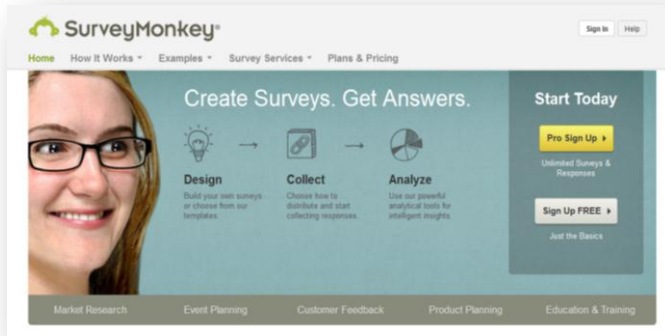 SurveyMonkey®
Sign In Help
Home How It Works Examples Survey Services Plans & Pricing
Create Surveys. Get Answers.
Design
Build your own surveys
or choose from our
templates.
Collect
Choose how to
distribute and start
collecting responses.
Analyze
Use our powerful
analytical tools for
intelligent insights.
Start Today
Pro Sign Up
Unlimited Surveys &
Responses
Sign Up FREE
Just the Basics
Market Research Event Planning Customer Feedback Product Planning Education & Training